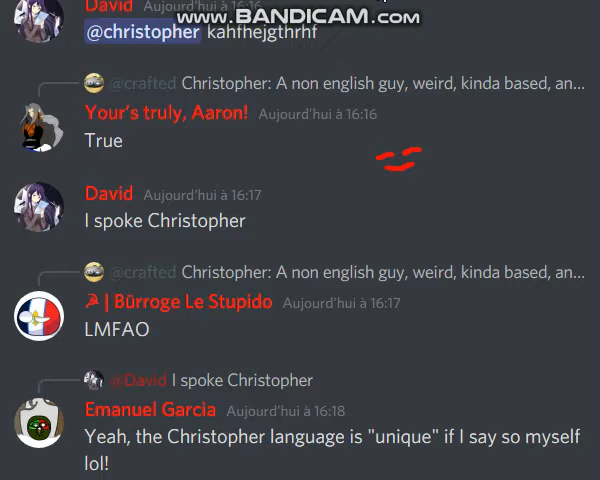 David Aujourd'hui à 16:16
www.BANDICAM.com
@christopher kahfhejgthrhf
@crafted Christopher: A non english guy, weird, kinda based, an...
Your's truly, Aaron! Aujourd'hui à 16:16
True
David Aujourd'hui à 16:17
I spoke Christopher
@crafted Christopher: A non english guy, weird, kinda based, an...
☭ | Bürroge Le Stupido Aujourd'hui à 16:17
LMFAO
@David I spoke Christopher
Emanuel Garcia Aujourd'hui à 16:18
Yeah, the Christopher language is "unique" if I say so myself
lol!